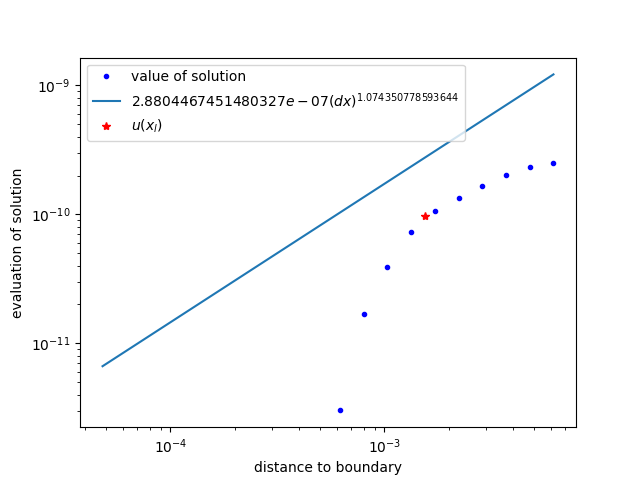 value of solution
2.8804467451480327e − 07(dx)^1.074350778593644
u(x_l)
evaluation of solution
10^−9
10^−10
10^−11
10^−4
10^−3
distance to boundary